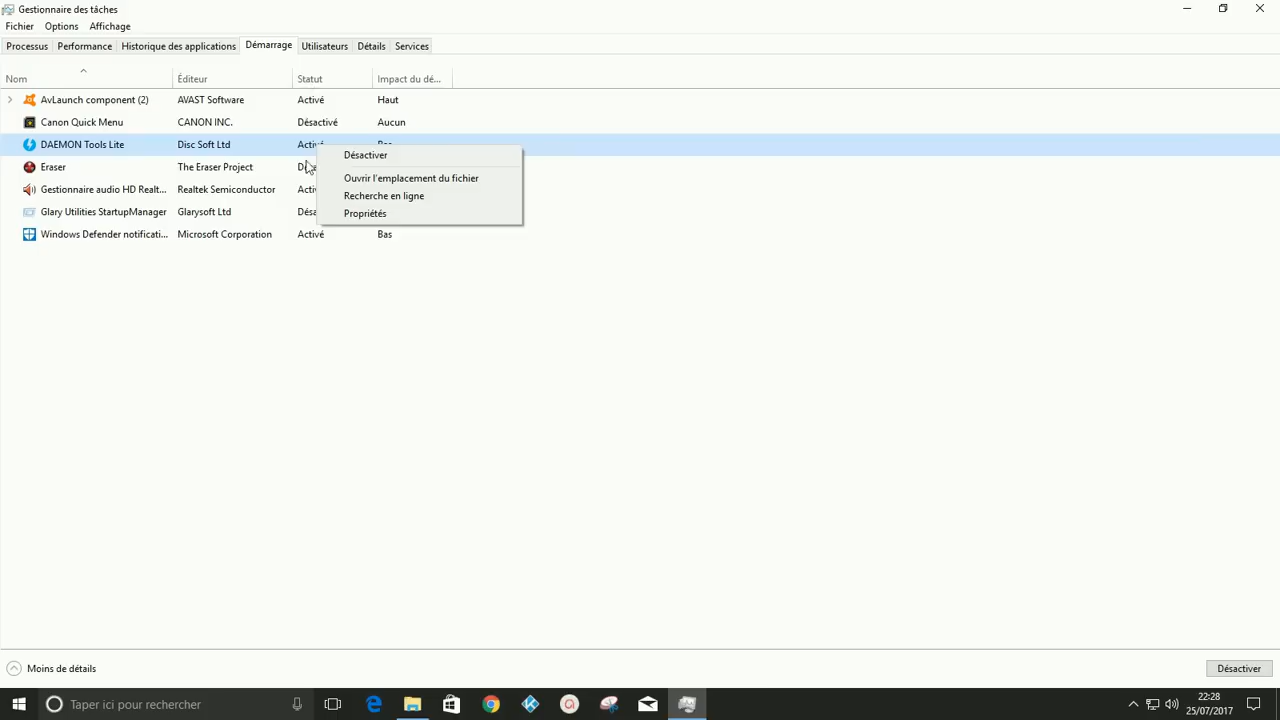 Gestionnaire des tâches
Fichier Options Affichage
Processus Performance Historique des applications Démarrage Utilisateurs Détails Services
Nom Éditeur Statut Impact du dé...
AvLaunch component (2) AVAST Software Activé Haut
Canon Quick Menu CANON INC. Désactivé Aucun
DAEMON Tools Lite Disc Soft Ltd
Désactiver
Eraser The Eraser Project
Ouvrir l'emplacement du fichier
Gestionnaire audio HD Realt... Realtek Semiconductor
Recherche en ligne
Glary Utilities StartupManager Glarysoft Ltd
Propriétés
Windows Defender notificati... Microsoft Corporation Activé Bas
Moins de détails Désactiver
Taper ici pour rechercher
22:28
25/07/2017